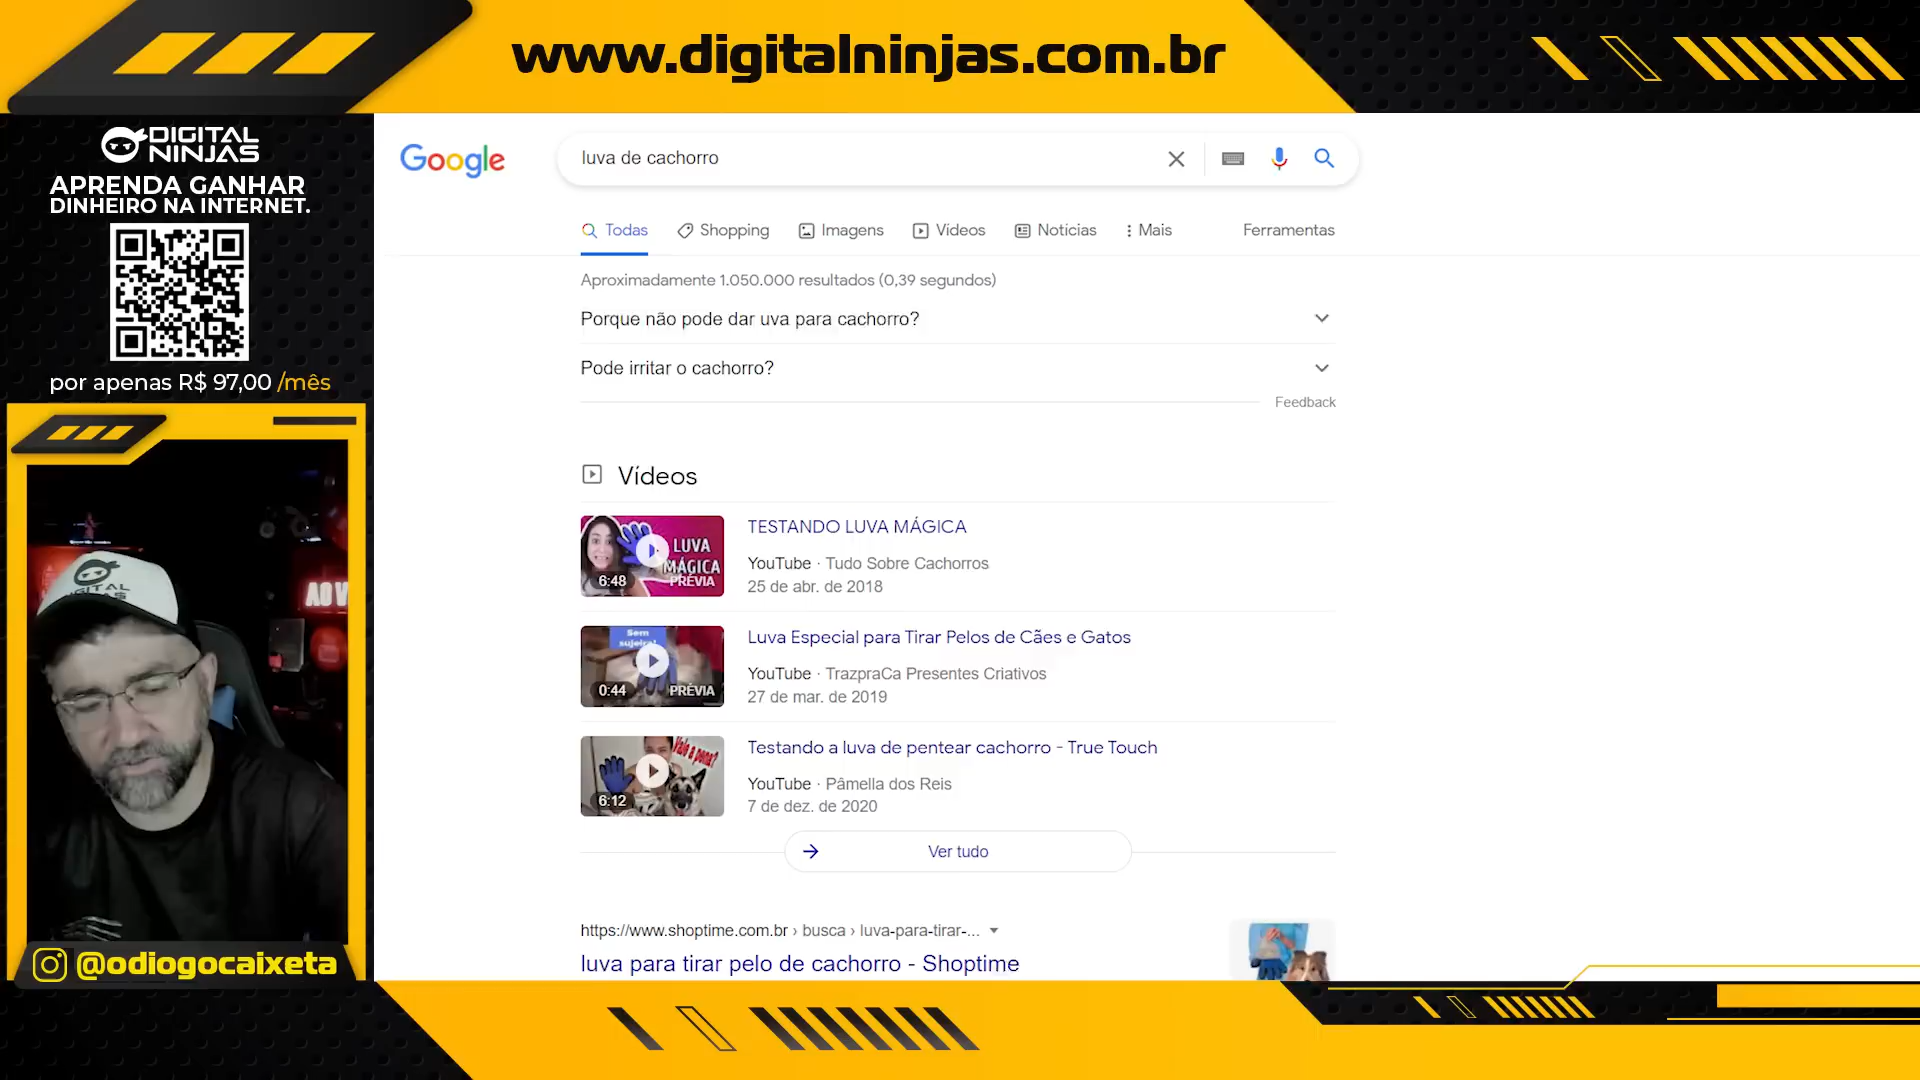 www.digitalninjas.com.br
DIGITAL
NINJAS
APRENDA GANHAR
DINHEIRO NA INTERNET.
por apenas R$ 97,00 /mês
DIGITAL
AO V
@odiogocaixeta
Google
luva de cachorro
Todas
Shopping
Imagens
Vídeos
Notícias
Mais
Ferramentas
Aproximadamente 1.050.000 resultados (0,39 segundos)
Porque não pode dar uva para cachorro?
Pode irritar o cachorro?
Feedback
Vídeos
LUVA
MÁGICA
6:48
PRÉVIA
TESTANDO LUVA MÁGICA
YouTube · Tudo Sobre Cachorros
25 de abr. de 2018
Sem
sujeira!
0:44
PRÉVIA
Luva Especial para Tirar Pelos de Cães e Gatos
YouTube · TrazpraCa Presentes Criativos
27 de mar. de 2019
Vale a pena?
6:12
Testando a luva de pentear cachorro - True Touch
YouTube · Pâmella dos Reis
7 de dez. de 2020
Ver tudo
https://www.shoptime.com.br › busca › luva-para-tirar-...
luva para tirar pelo de cachorro - Shoptime